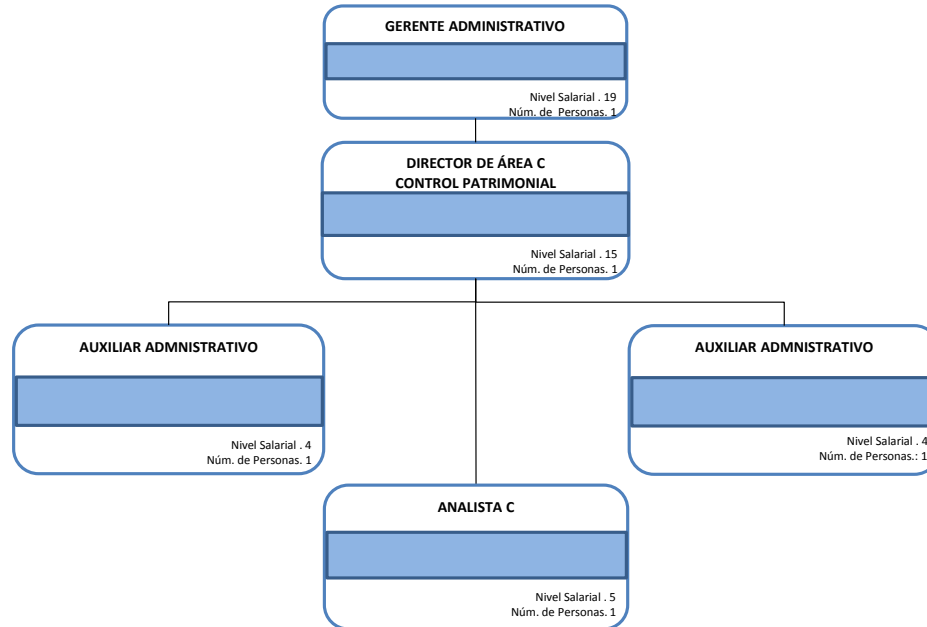 GERENTE ADMINISTRATIVO
Nivel Salarial . 19
Núm. de Personas. 1
DIRECTOR DE ÁREA C
CONTROL PATRIMONIAL
Nivel Salarial . 15
Núm. de Personas. 1
AUXILIAR ADMNISTRATIVO
Nivel Salarial . 4
Núm. de Personas. 1
AUXILIAR ADMNISTRATIVO
Nivel Salarial . 4
Núm. de Personas.: 1
ANALISTA C
Nivel Salarial . 5
Núm. de Personas. 1